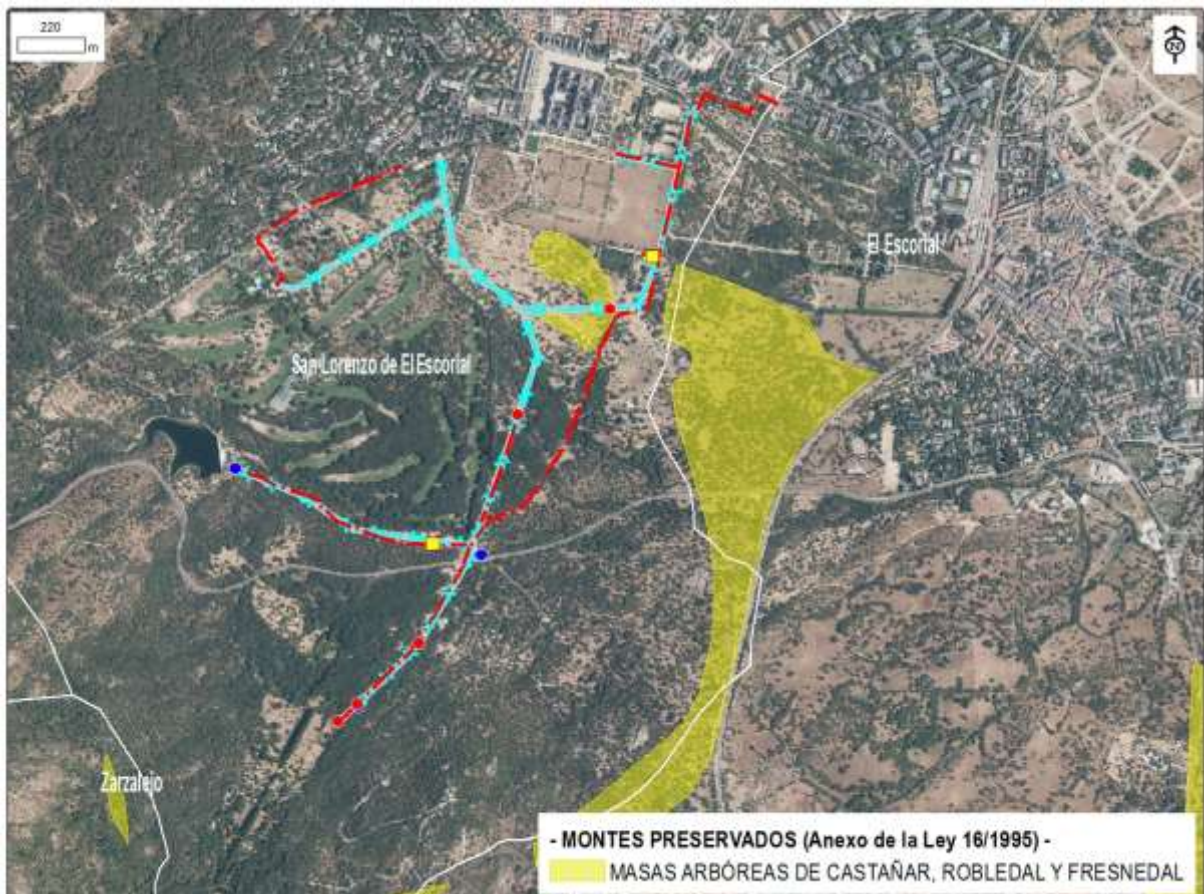 220
m
El Escorial
San Lorenzo de El Escorial
Zarzalejo
- MONTES PRESERVADOS (Anexo de la Ley 16/1995) -
MASAS ARBÓREAS DE CASTAÑAR, ROBLEDAL Y FRESNEDAL